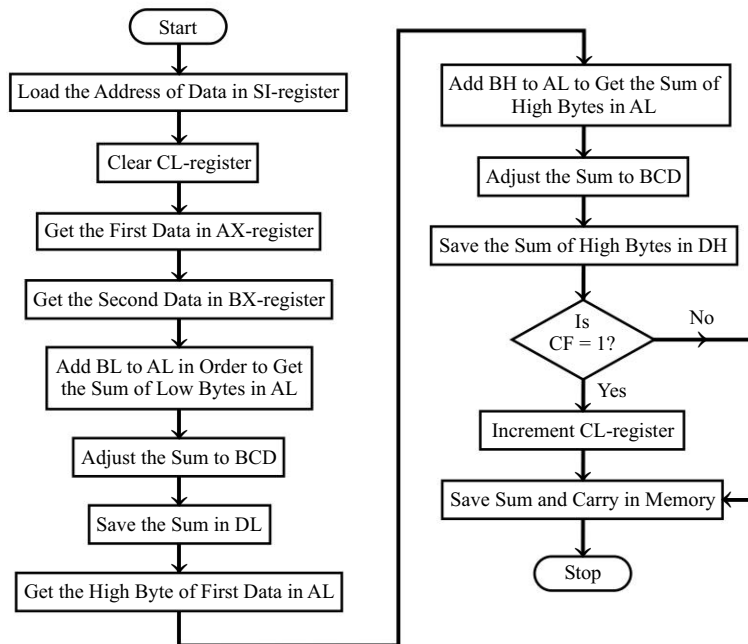 Start
Load the Address of Data in SI-register
Clear CL-register
Get the First Data in AX-register
Get the Second Data in BX-register
Add BL to AL in Order to Get
the Sum of Low Bytes in AL
Adjust the Sum to BCD
Save the Sum in DL
Get the High Byte of First Data in AL
Add BH to AL to Get the Sum of
High Bytes in AL
Adjust the Sum to BCD
Save the Sum of High Bytes in DH
Is
CF = 1?
No
Yes
Increment CL-register
Save Sum and Carry in Memory
Stop